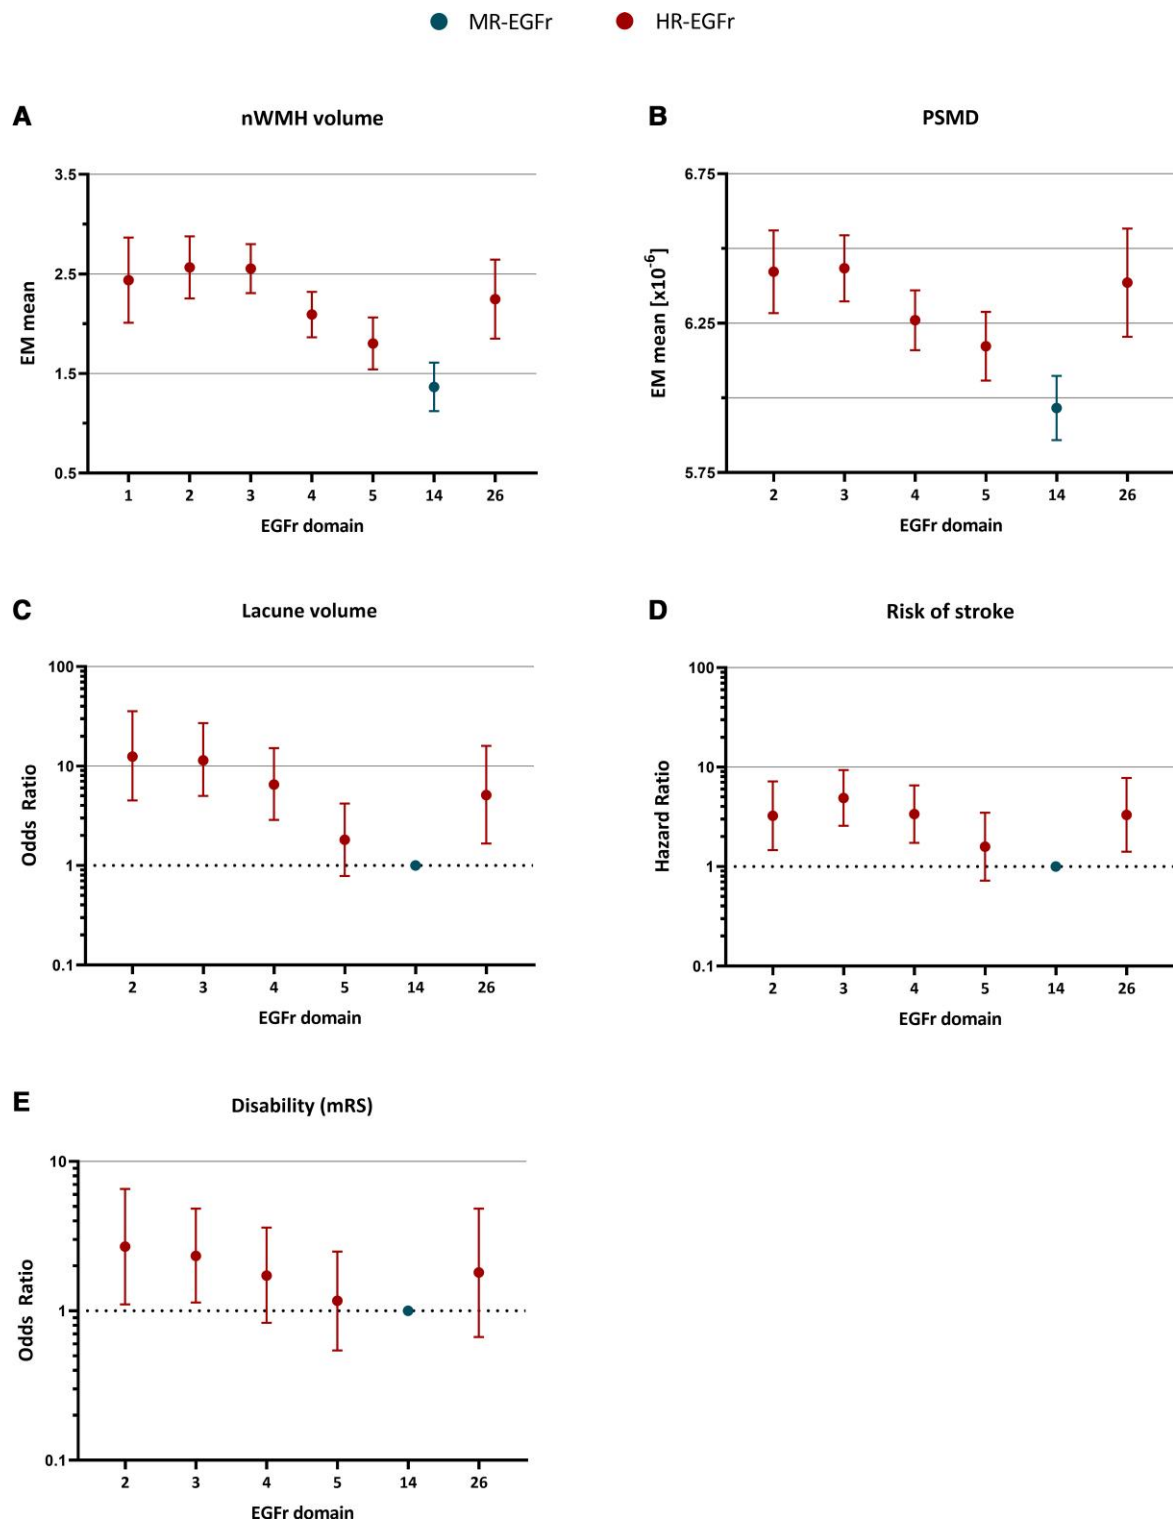 MR-EGFr HR-EGFr
A nWMH volume
3.5
2.5
1.5
0.5
EM mean
1 2 3 4 5 14 26
EGFr domain
B PSMD
6.75
6.25
5.75
EM mean [x10⁻⁶]
2 3 4 5 14 26
EGFr domain
C Lacune volume
100
10
1
0.1
Odds Ratio
2 3 4 5 14 26
EGFr domain
D Risk of stroke
100
10
1
0.1
Hazard Ratio
2 3 4 5 14 26
EGFr domain
E Disability (mRS)
10
1
0.1
Odds Ratio
2 3 4 5 14 26
EGFr domain